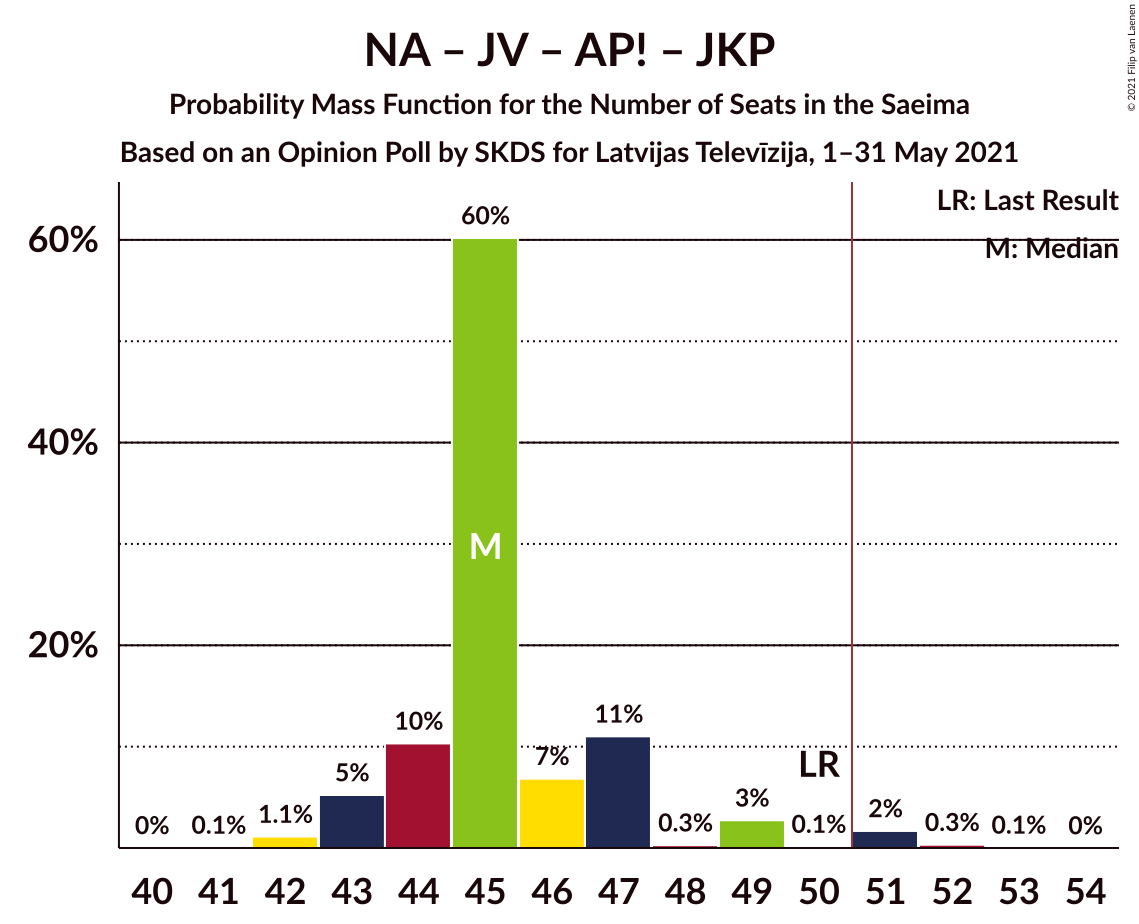 NA – JV – AP! – JKP
Probability Mass Function for the Number of Seats in the Saeima
Based on an Opinion Poll by SKDS for Latvijas Televīzija, 1–31 May 2021
© 2021 Filip van Laenen
LR: Last Result
M: Median
60%
40%
20%
0%
0.1%
1.1%
5%
10%
60%
M
7%
11%
0.3%
3%
0.1%
LR
2%
0.3%
0.1%
0%
40 41 42 43 44 45 46 47 48 49 50 51 52 53 54